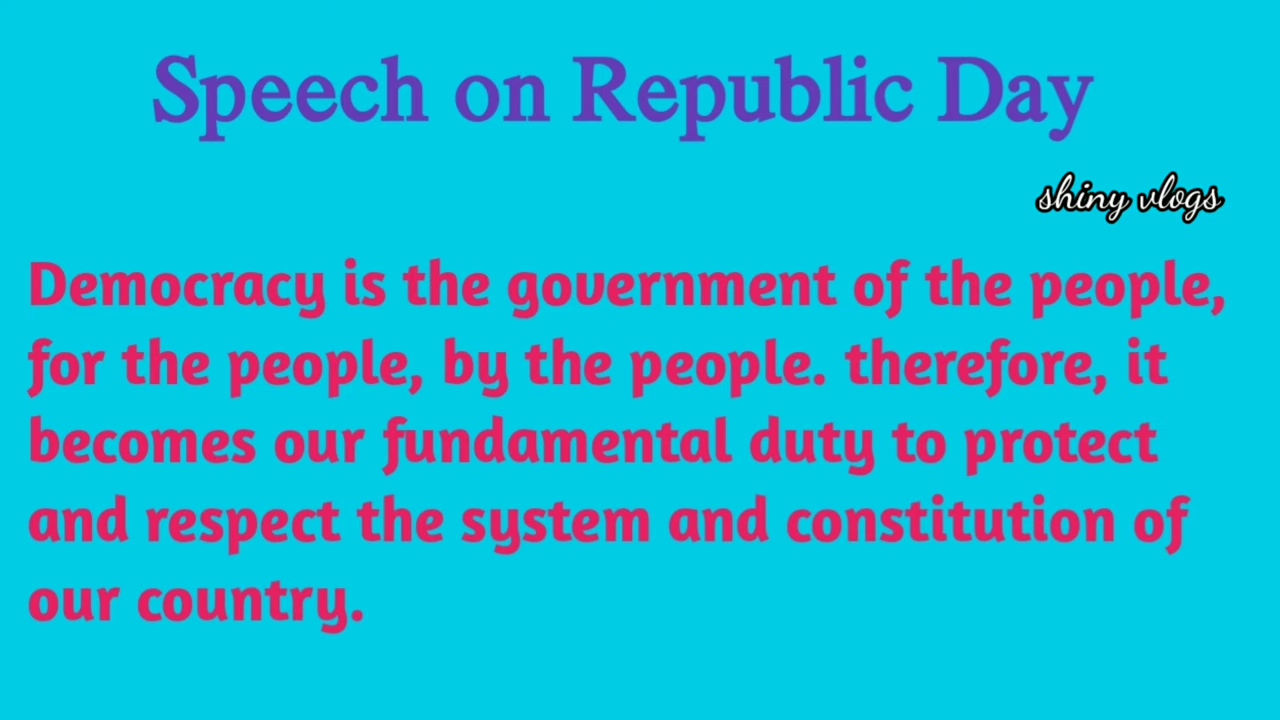 Speech on Republic Day
shiny vlogs
Democracy is the government of the people,
for the people, by the people. therefore, it
becomes our fundamental duty to protect
and respect the system and constitution of
our country.